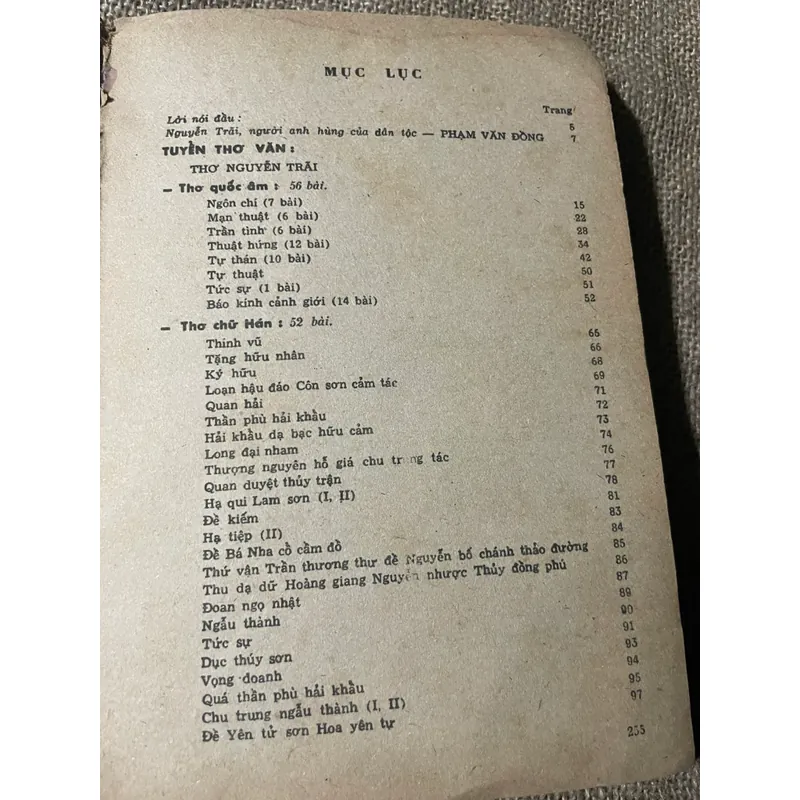 MỤC LỤC
Trang
Lời nói đầu : 5
Nguyễn Trãi, người anh hùng của dân tộc — PHẠM VĂN ĐỒNG 7
TUYỂN THƠ VĂN :
THƠ NGUYỄN TRÃI
— Thơ quốc âm : 56 bài.
Ngôn chí (7 bài) 15
Mạn thuật (6 bài) 22
Trần tình (6 bài) 28
Thuật hứng (12 bài) 34
Tự thán (10 bài) 42
Tự thuật 50
Tức sự (1 bài) 51
Báo kính cảnh giới (14 bài) 52
— Thơ chữ Hán : 52 bài.
Thính vũ 65
Tặng hữu nhân 66
Ký hữu 68
Loạn hậu đáo Côn sơn cảm tác 69
Quan hải 71
Thần phù hải khẩu 72
Hải khẩu dạ bạc hữu cảm 73
Long đại nham 74
Thượng nguyên hỗ giá chu trung tác 76
Quan duyệt thủy trận 77
Hạ qui Lam sơn (I, II) 78
Đề kiếm 81
Hạ tiệp (II) 83
Đề Bá Nha cổ cầm đồ 84
Thứ vận Trần thương thư đề Nguyễn bố chánh thảo đường 85
Thu dạ dữ Hoàng giang Nguyễn nhược Thủy đồng phú 86
Đoan ngọ nhật 87
Ngẫu thành 89
Tức sự 90
Dục thúy sơn 91
Vọng doanh 93
Quá thần phù hải khẩu 94
Chu trung ngẫu thành (I, II) 95
Đề Yên tử sơn Hoa yên tự 97
255